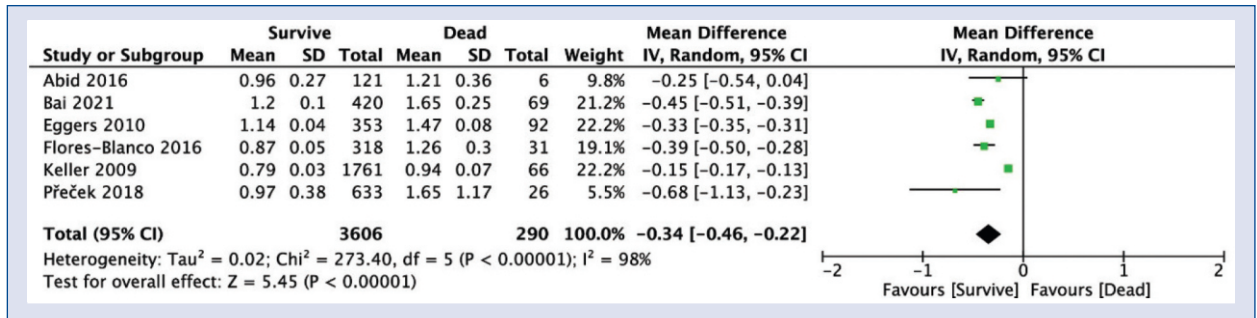 Survive Dead Mean Difference Mean Difference
Study or Subgroup Mean SD Total Mean SD Total Weight IV, Random, 95% CI IV, Random, 95% CI
Abid 2016 0.96 0.27 121 1.21 0.36 6 9.8% −0.25 [−0.54, 0.04]
Bai 2021 1.2 0.1 420 1.65 0.25 69 21.2% −0.45 [−0.51, −0.39]
Eggers 2010 1.14 0.04 353 1.47 0.08 92 22.2% −0.33 [−0.35, −0.31]
Flores−Blanco 2016 0.87 0.05 318 1.26 0.3 31 19.1% −0.39 [−0.50, −0.28]
Keller 2009 0.79 0.03 1761 0.94 0.07 66 22.2% −0.15 [−0.17, −0.13]
Přeček 2018 0.97 0.38 633 1.65 1.17 26 5.5% −0.68 [−1.13, −0.23]
Total (95% CI) 3606 290 100.0% −0.34 [−0.46, −0.22]
Heterogeneity: Tau² = 0.02; Chi² = 273.40, df = 5 (P < 0.00001); I² = 98%
Test for overall effect: Z = 5.45 (P < 0.00001)
−2 −1 0 1 2
Favours [Survive] Favours [Dead]